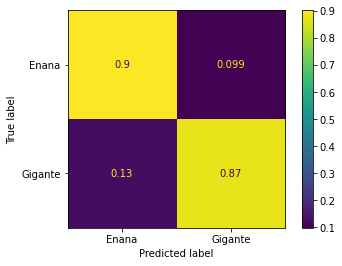 Enana
0.9
0.099
Gigante
0.13
0.87
Enana
Gigante
True label
Predicted label
0.9
0.8
0.7
0.6
0.5
0.4
0.3
0.2
0.1